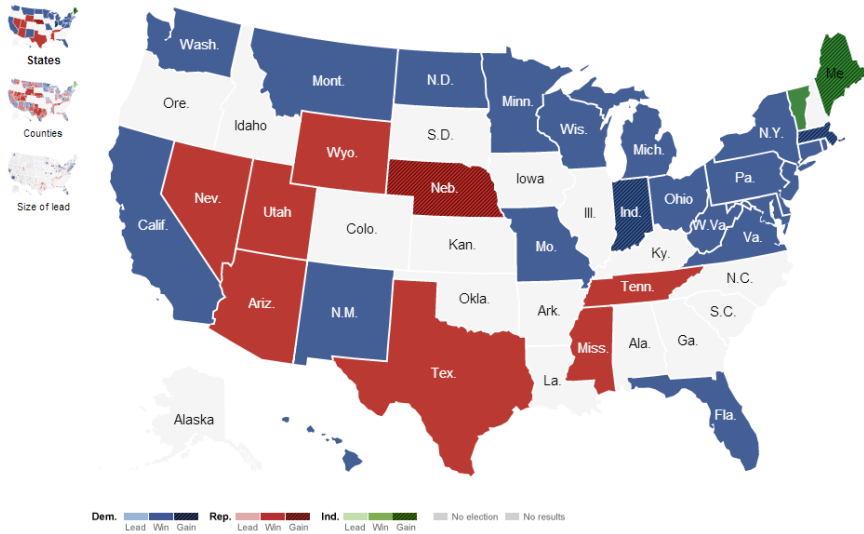 States
Counties
Size of lead
Wash.
Mont.
N.D.
Minn.
Me.
Ore.
Idaho
S.D.
Wis.
Mich.
N.Y.
Wyo.
Neb.
Iowa
Ill.
Ind.
Ohio
Pa.
Nev.
Utah
Colo.
Kan.
Mo.
Ky.
W.Va.
Va.
Calif.
Ariz.
N.M.
Okla.
Ark.
Tenn.
N.C.
S.C.
Tex.
La.
Miss.
Ala.
Ga.
Fla.
Alaska
Dem. Rep. Ind. No election No results
Lead Win Gain Lead Win Gain Lead Win Gain